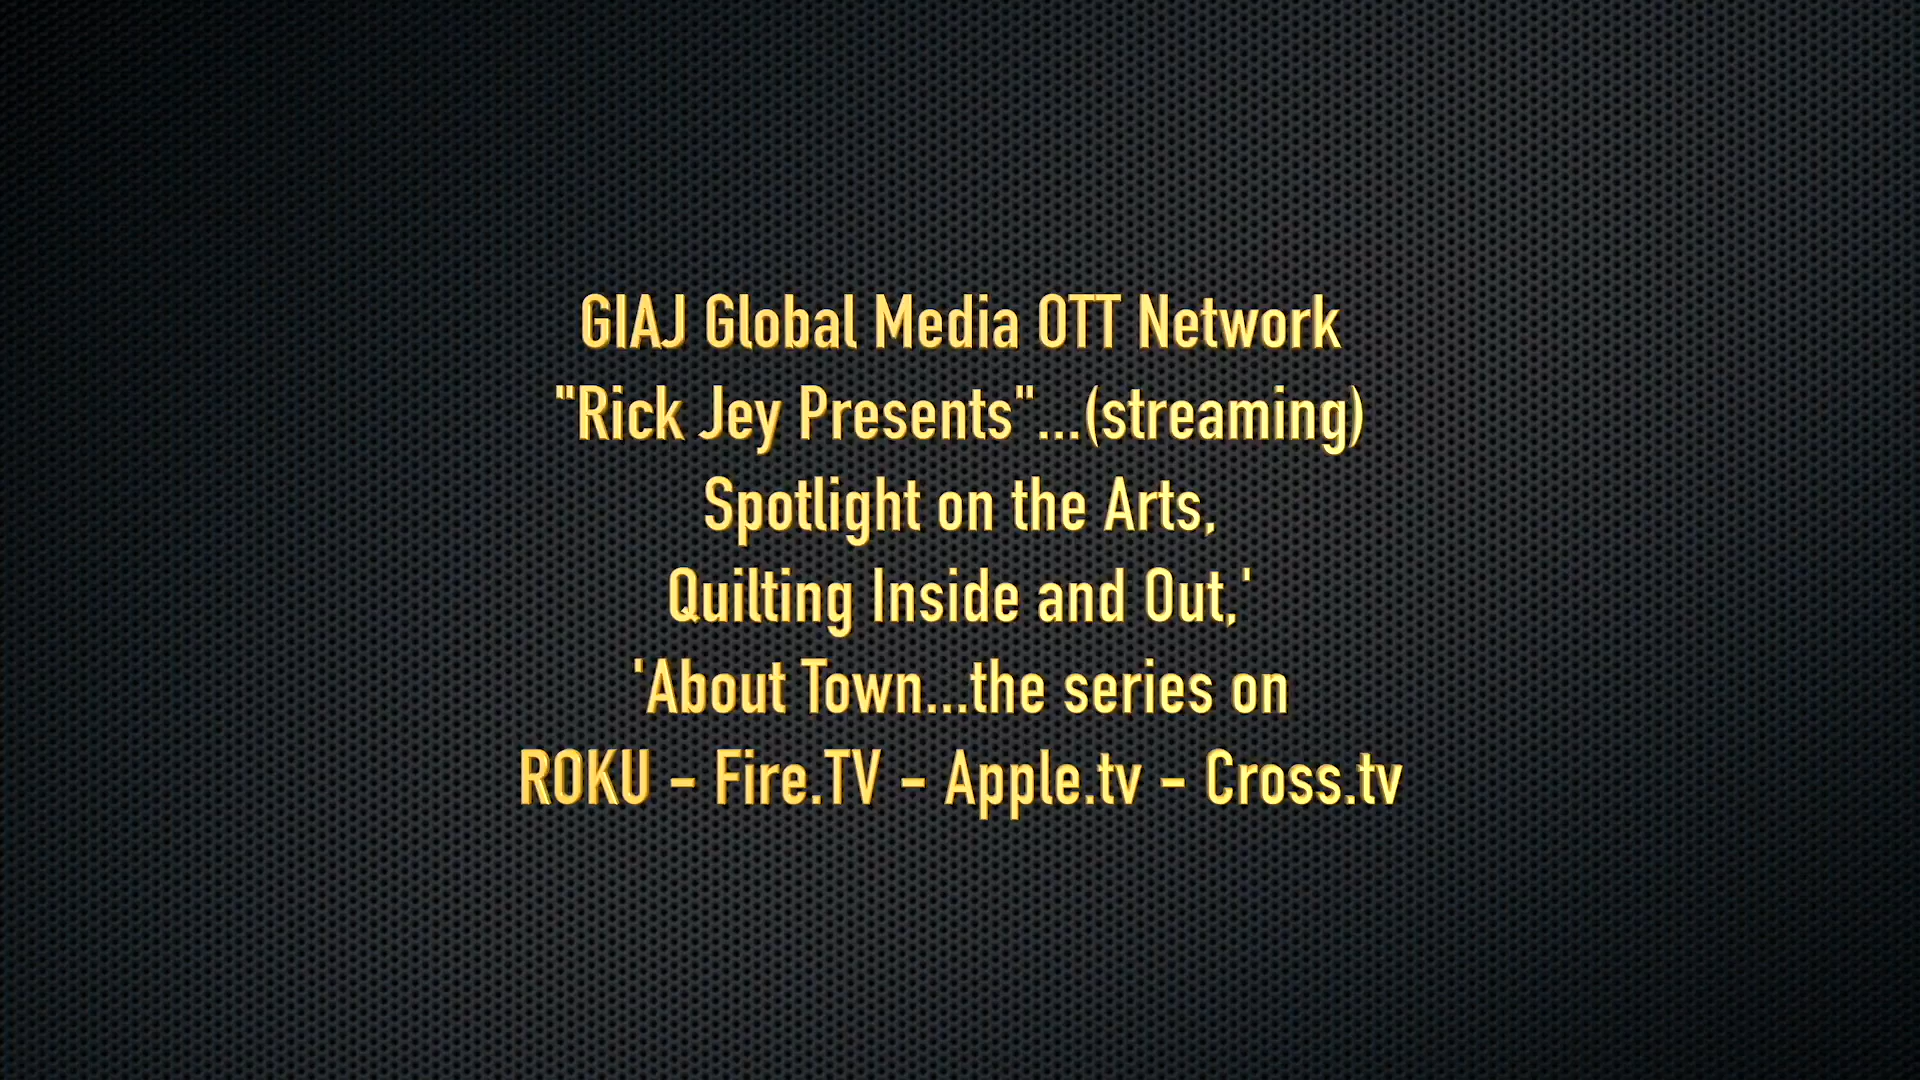 GIAJ Global Media OTT Network
"Rick Jey Presents"...(streaming)
Spotlight on the Arts,
Quilting Inside and Out,'
'About Town...the series on
ROKU - Fire.TV - Apple.tv - Cross.tv